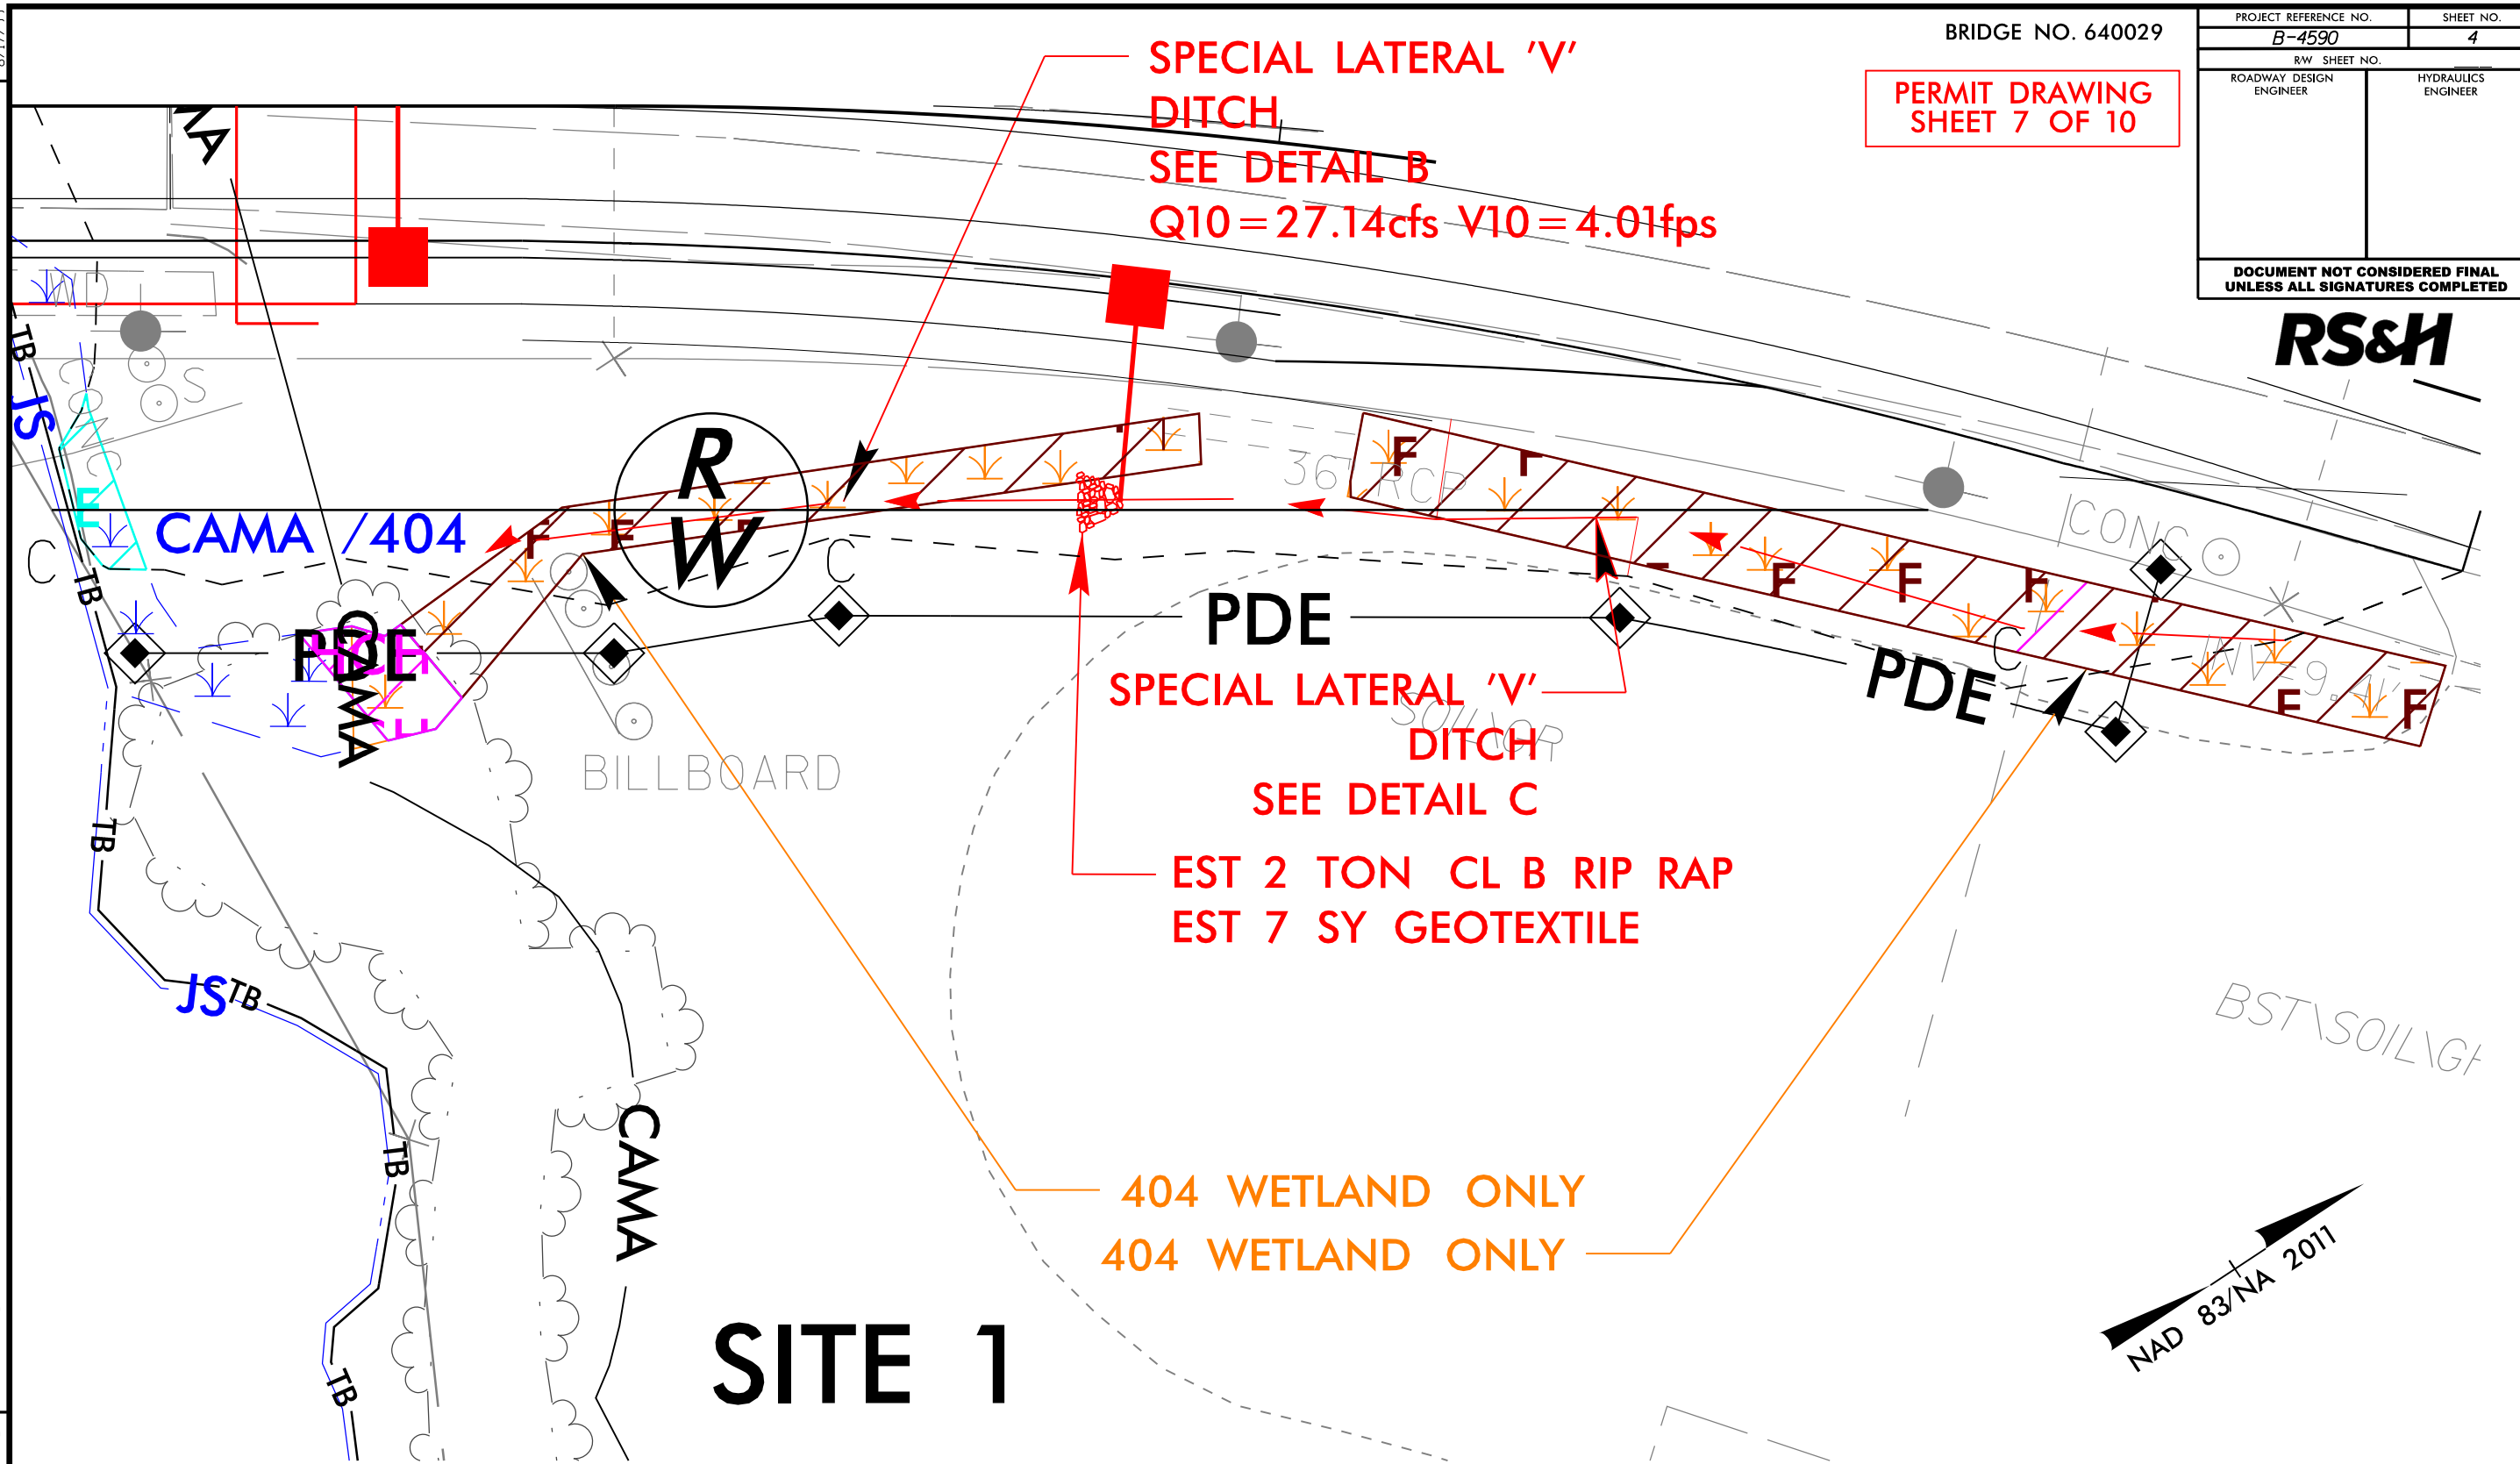 BRIDGE NO. 640029
PROJECT REFERENCE NO.
SHEET NO.
B-4590
4
RW SHEET NO.
ROADWAY DESIGN
ENGINEER
HYDRAULICS
ENGINEER
DOCUMENT NOT CONSIDERED FINAL
UNLESS ALL SIGNATURES COMPLETED
PERMIT DRAWING
SHEET 7 OF 10
RS&H
SPECIAL LATERAL 'V'
DITCH
SEE DETAIL B
Q10=27.14cfs V10=4.01fps
WD
TB
JS
S
E
CAMA /404
C
TB
R
W
C
F
F
F
36" RCP
F
F
F
F
F
F
CONC
C
PDE
PDE
CAMA
PDE
SPECIAL LATERAL 'V'
DITCH
SEE DETAIL C
BILLBOARD
EST 2 TON CL B RIP RAP
EST 7 SY GEOTEXTILE
TB
JS
TB
TB
TB
CAMA
404 WETLAND ONLY
404 WETLAND ONLY
SITE 1
NAD 83/NA 2011